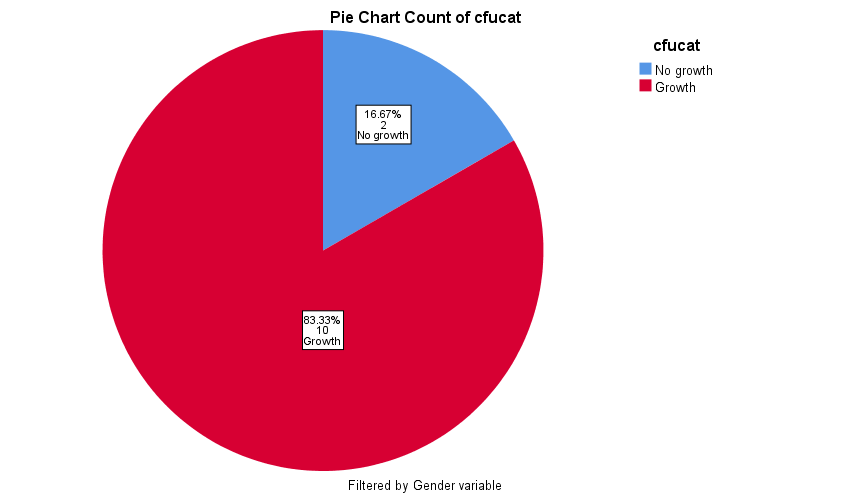 Pie Chart Count of cfucat
cfucat
No growth
Growth
16.67%
2
No growth
83.33%
10
Growth
Filtered by Gender variable